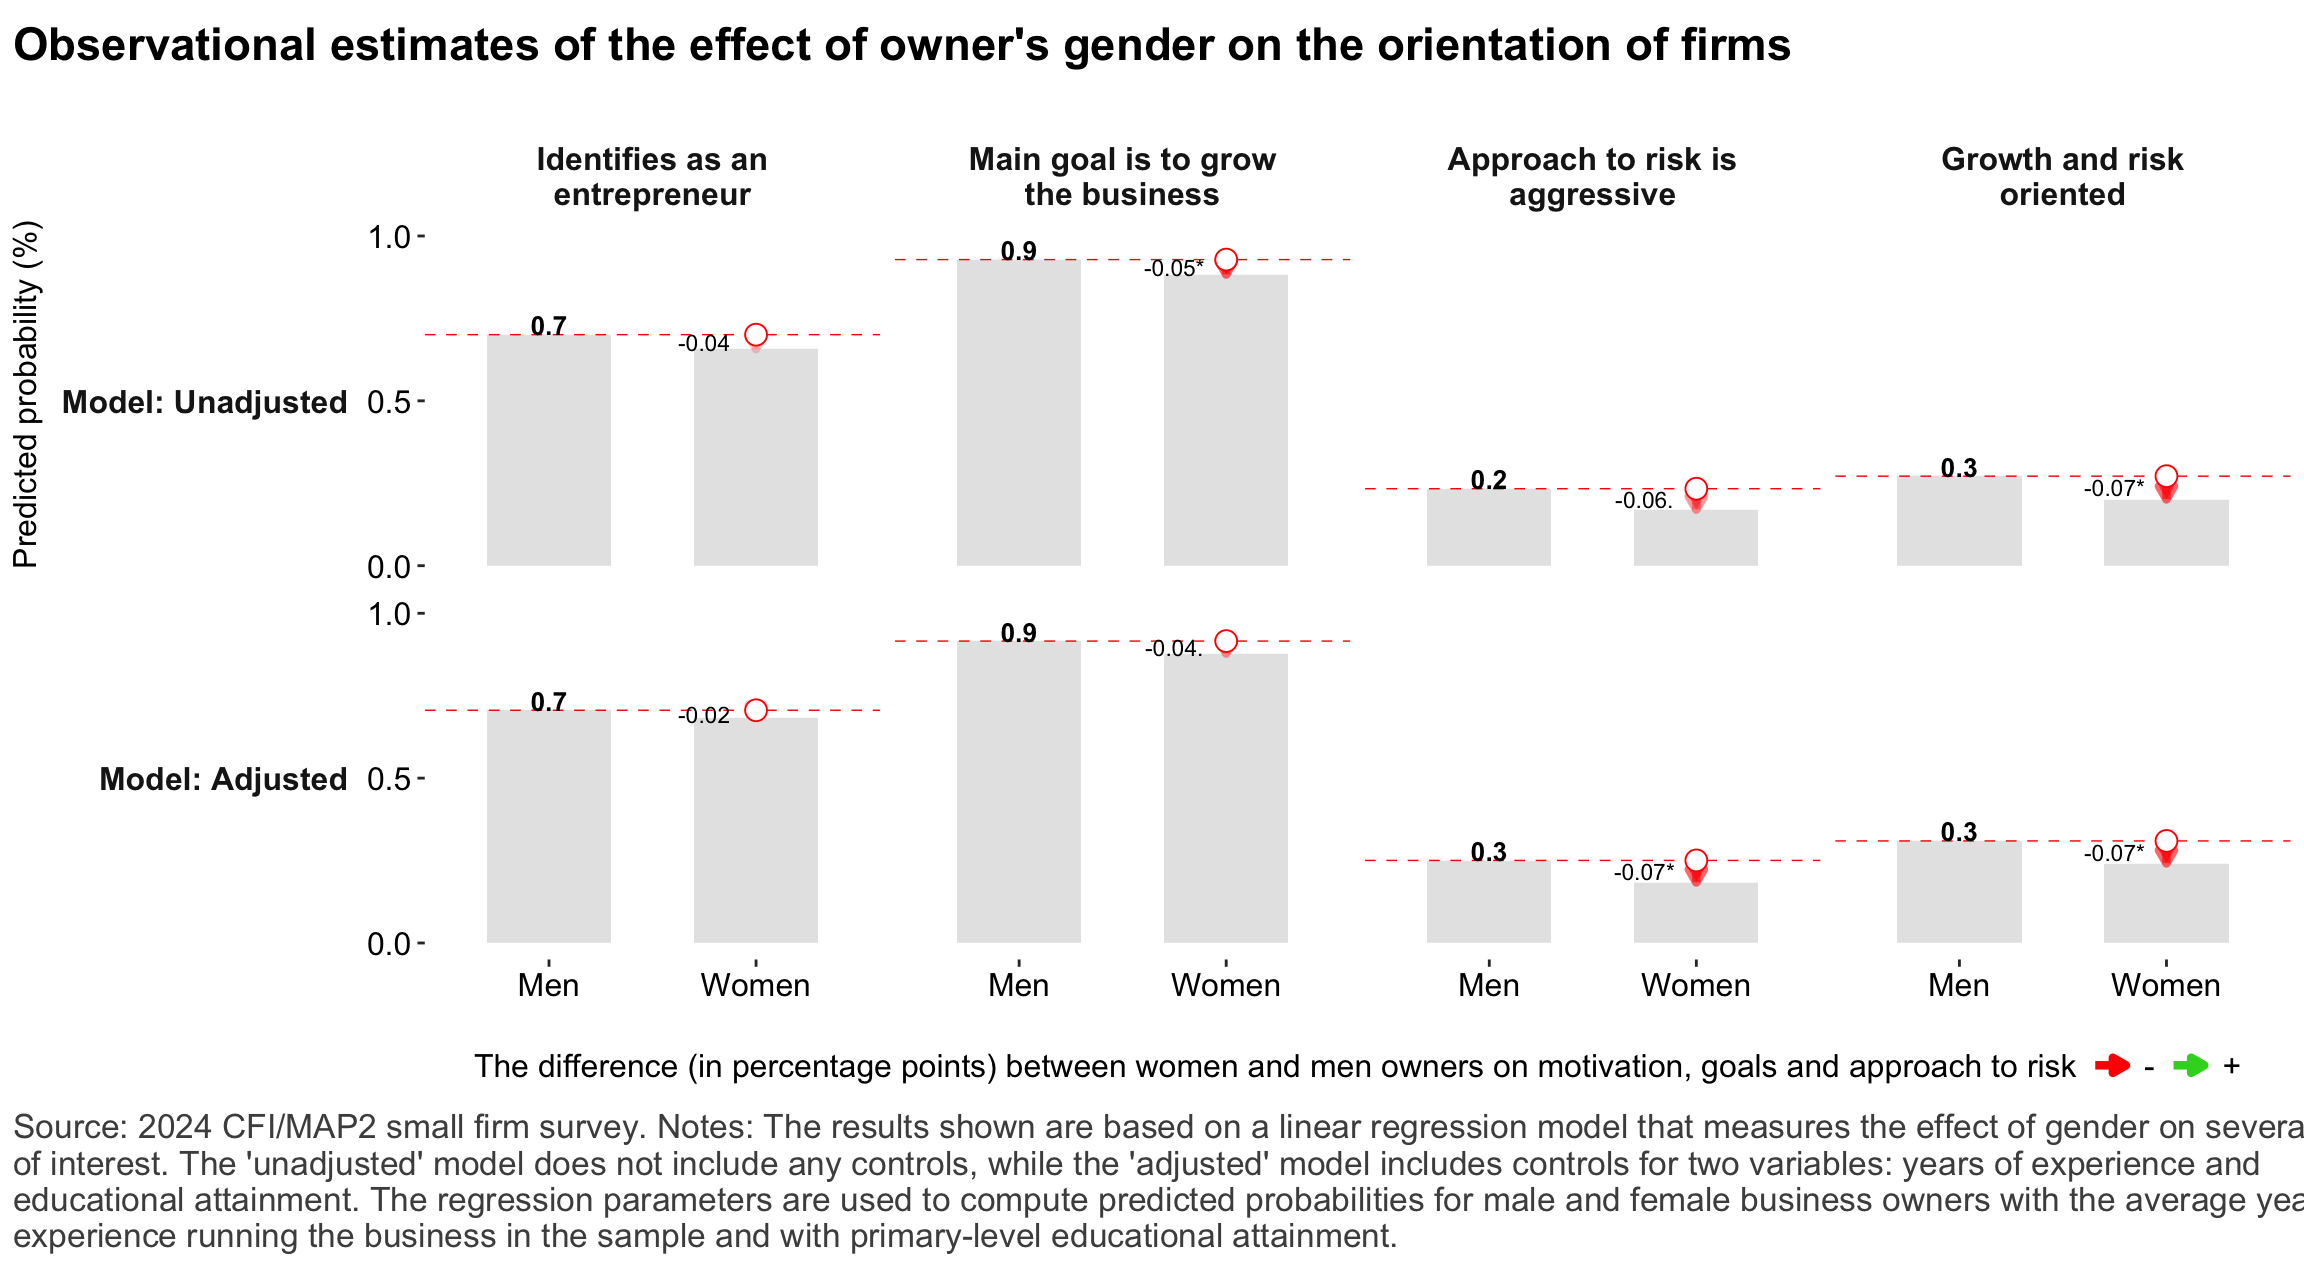 Observational estimates of the effect of owner's gender on the orientation of firms
Identifies as an
entrepreneur
Main goal is to grow
the business
Approach to risk is
aggressive
Growth and risk
oriented
Predicted probability (%)
Model: Unadjusted
1.0
0.5
0.0
0.7
-0.04
0.9
-0.05*
0.2
-0.06.
0.3
-0.07*
Model: Adjusted
1.0
0.5
0.0
0.7
-0.02
0.9
-0.04.
0.3
-0.07*
0.3
-0.07*
Men Women Men Women Men Women Men Women
The difference (in percentage points) between women and men owners on motivation, goals and approach to risk - +
Source: 2024 CFI/MAP2 small firm survey. Notes: The results shown are based on a linear regression model that measures the effect of gender on severa
of interest. The 'unadjusted' model does not include any controls, while the 'adjusted' model includes controls for two variables: years of experience and
educational attainment. The regression parameters are used to compute predicted probabilities for male and female business owners with the average yea
experience running the business in the sample and with primary-level educational attainment.